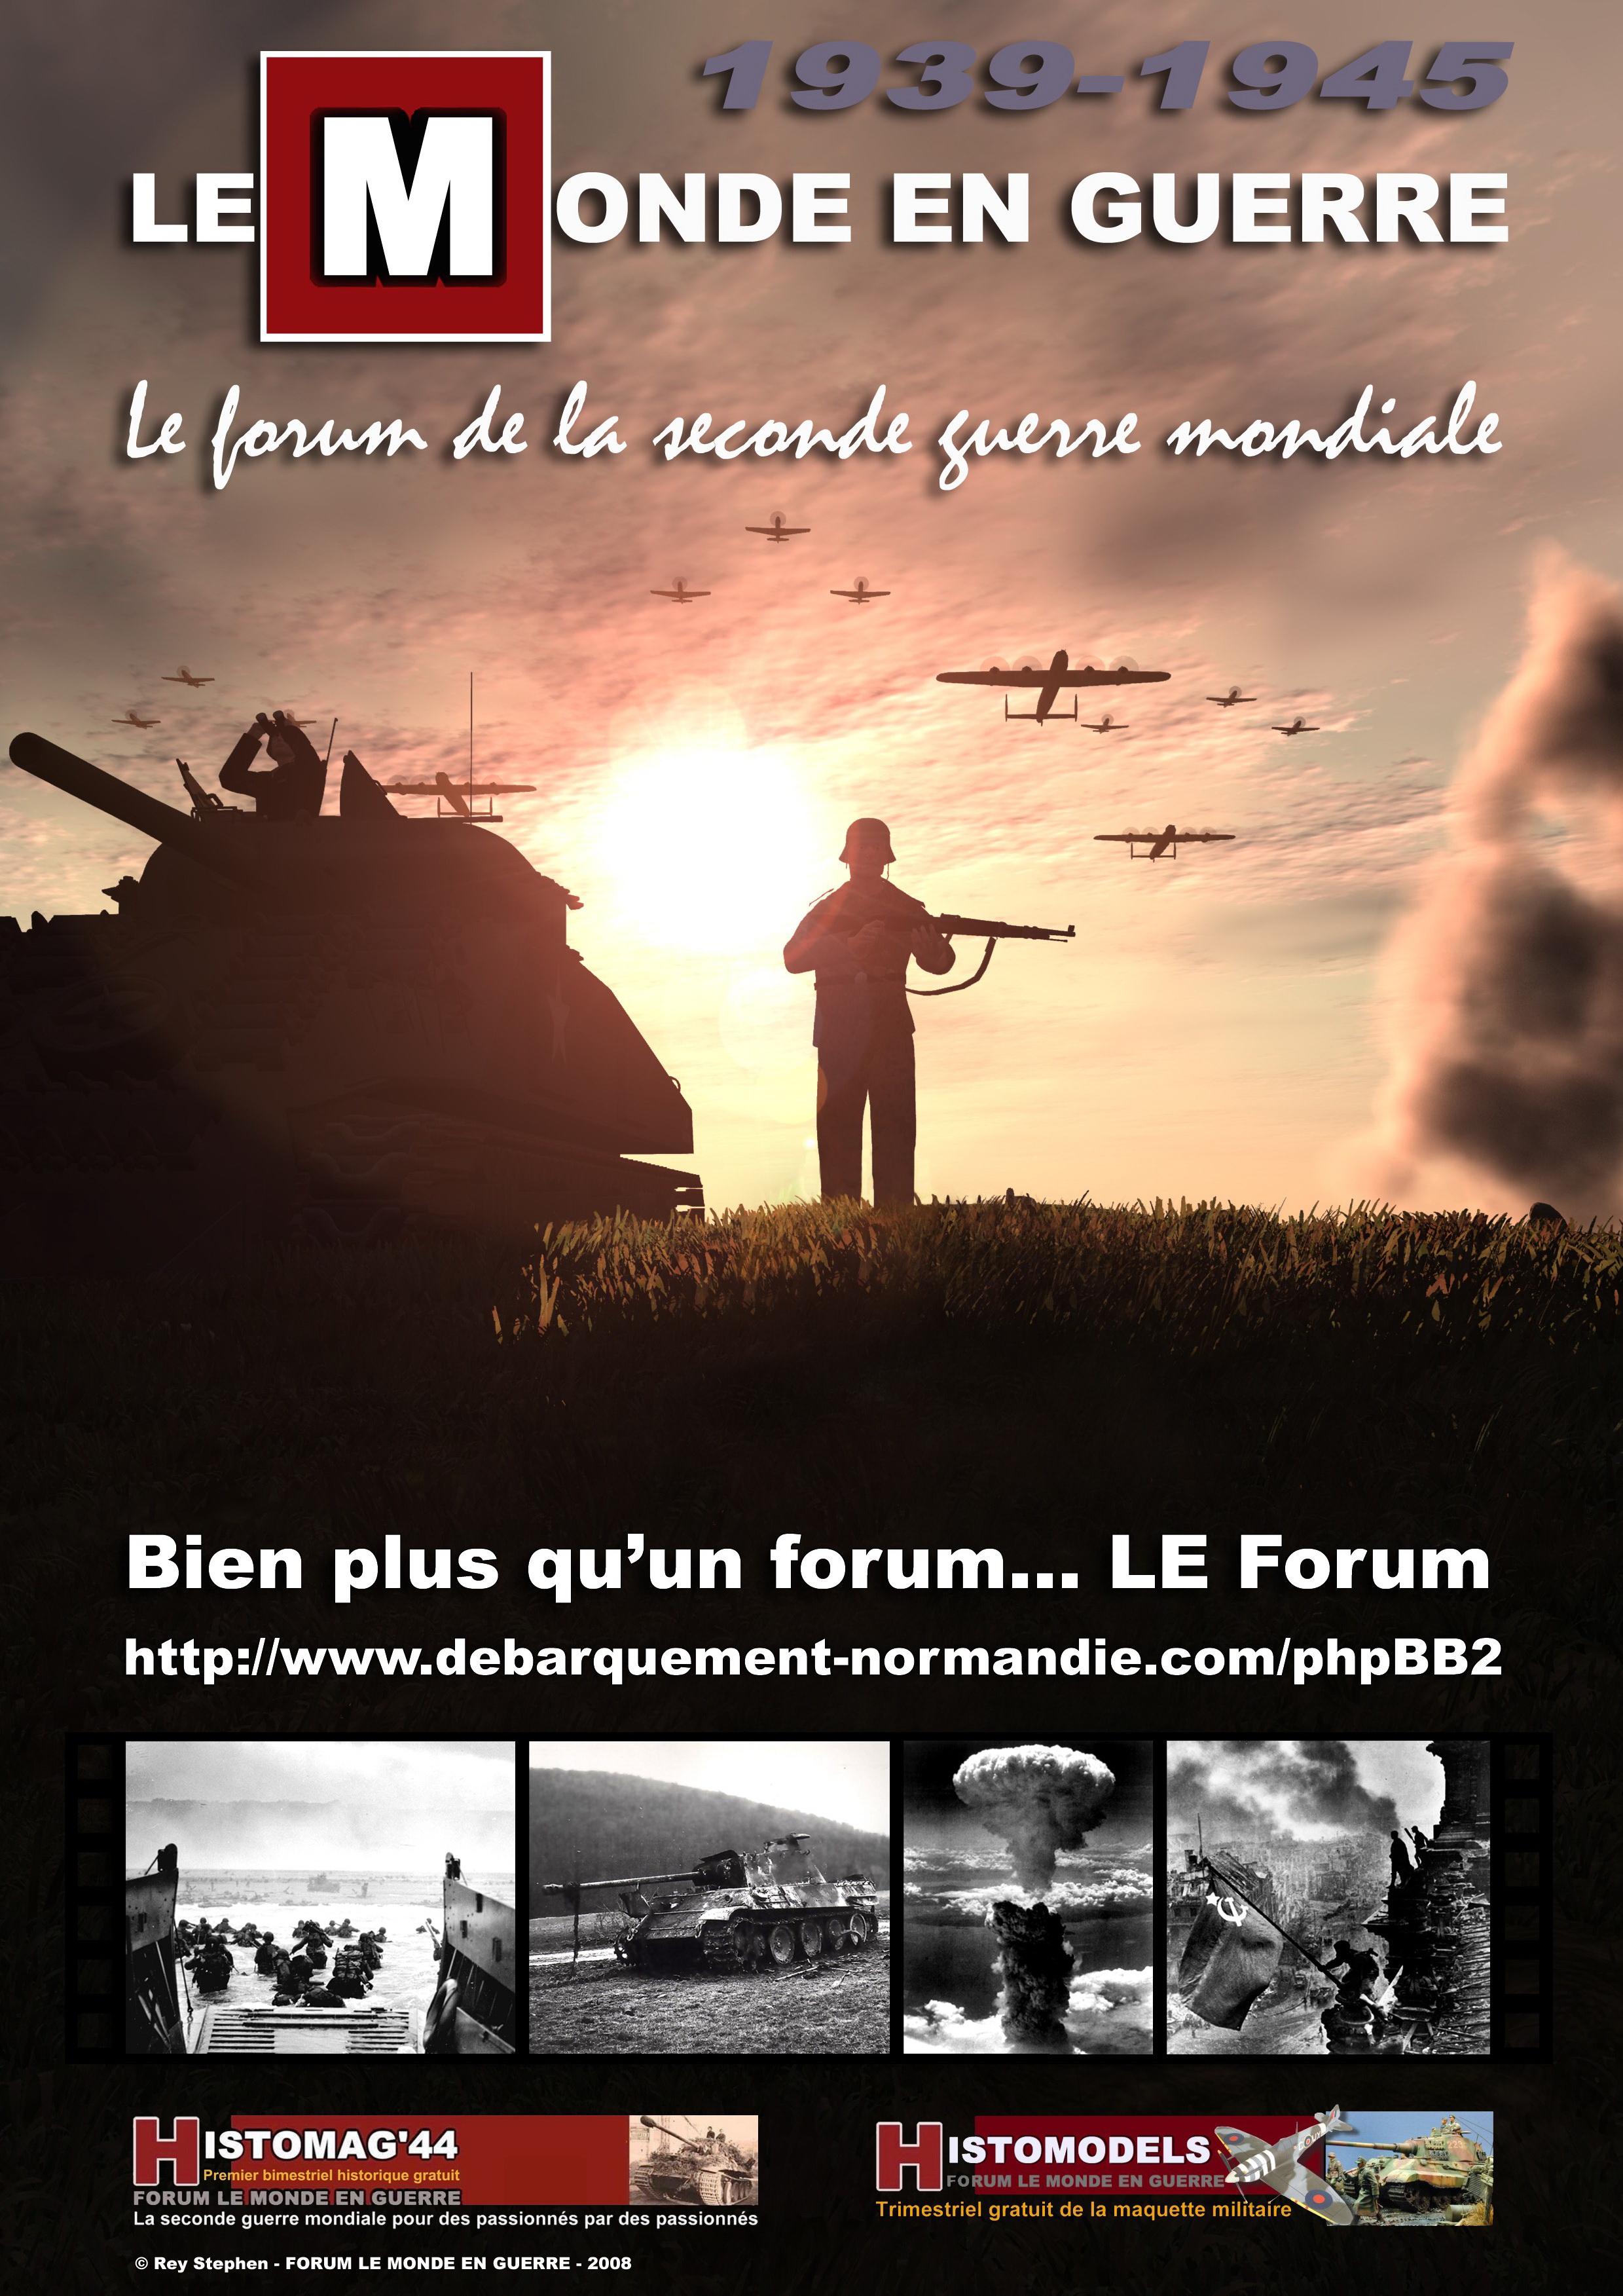 1939-1945
LE MONDE EN GUERRE
Le forum de la seconde guerre mondiale
Bien plus qu’un forum... LE Forum
http://www.debarquement-normandie.com/phpBB2
HISTOMAG'44
Premier bimestriel historique gratuit
FORUM LE MONDE EN GUERRE
La seconde guerre mondiale pour des passionnés par des passionnés
HISTOMODELS
FORUM LE MONDE EN GUERRE
Trimestriel gratuit de la maquette militaire
© Rey Stephen - FORUM LE MONDE EN GUERRE - 2008